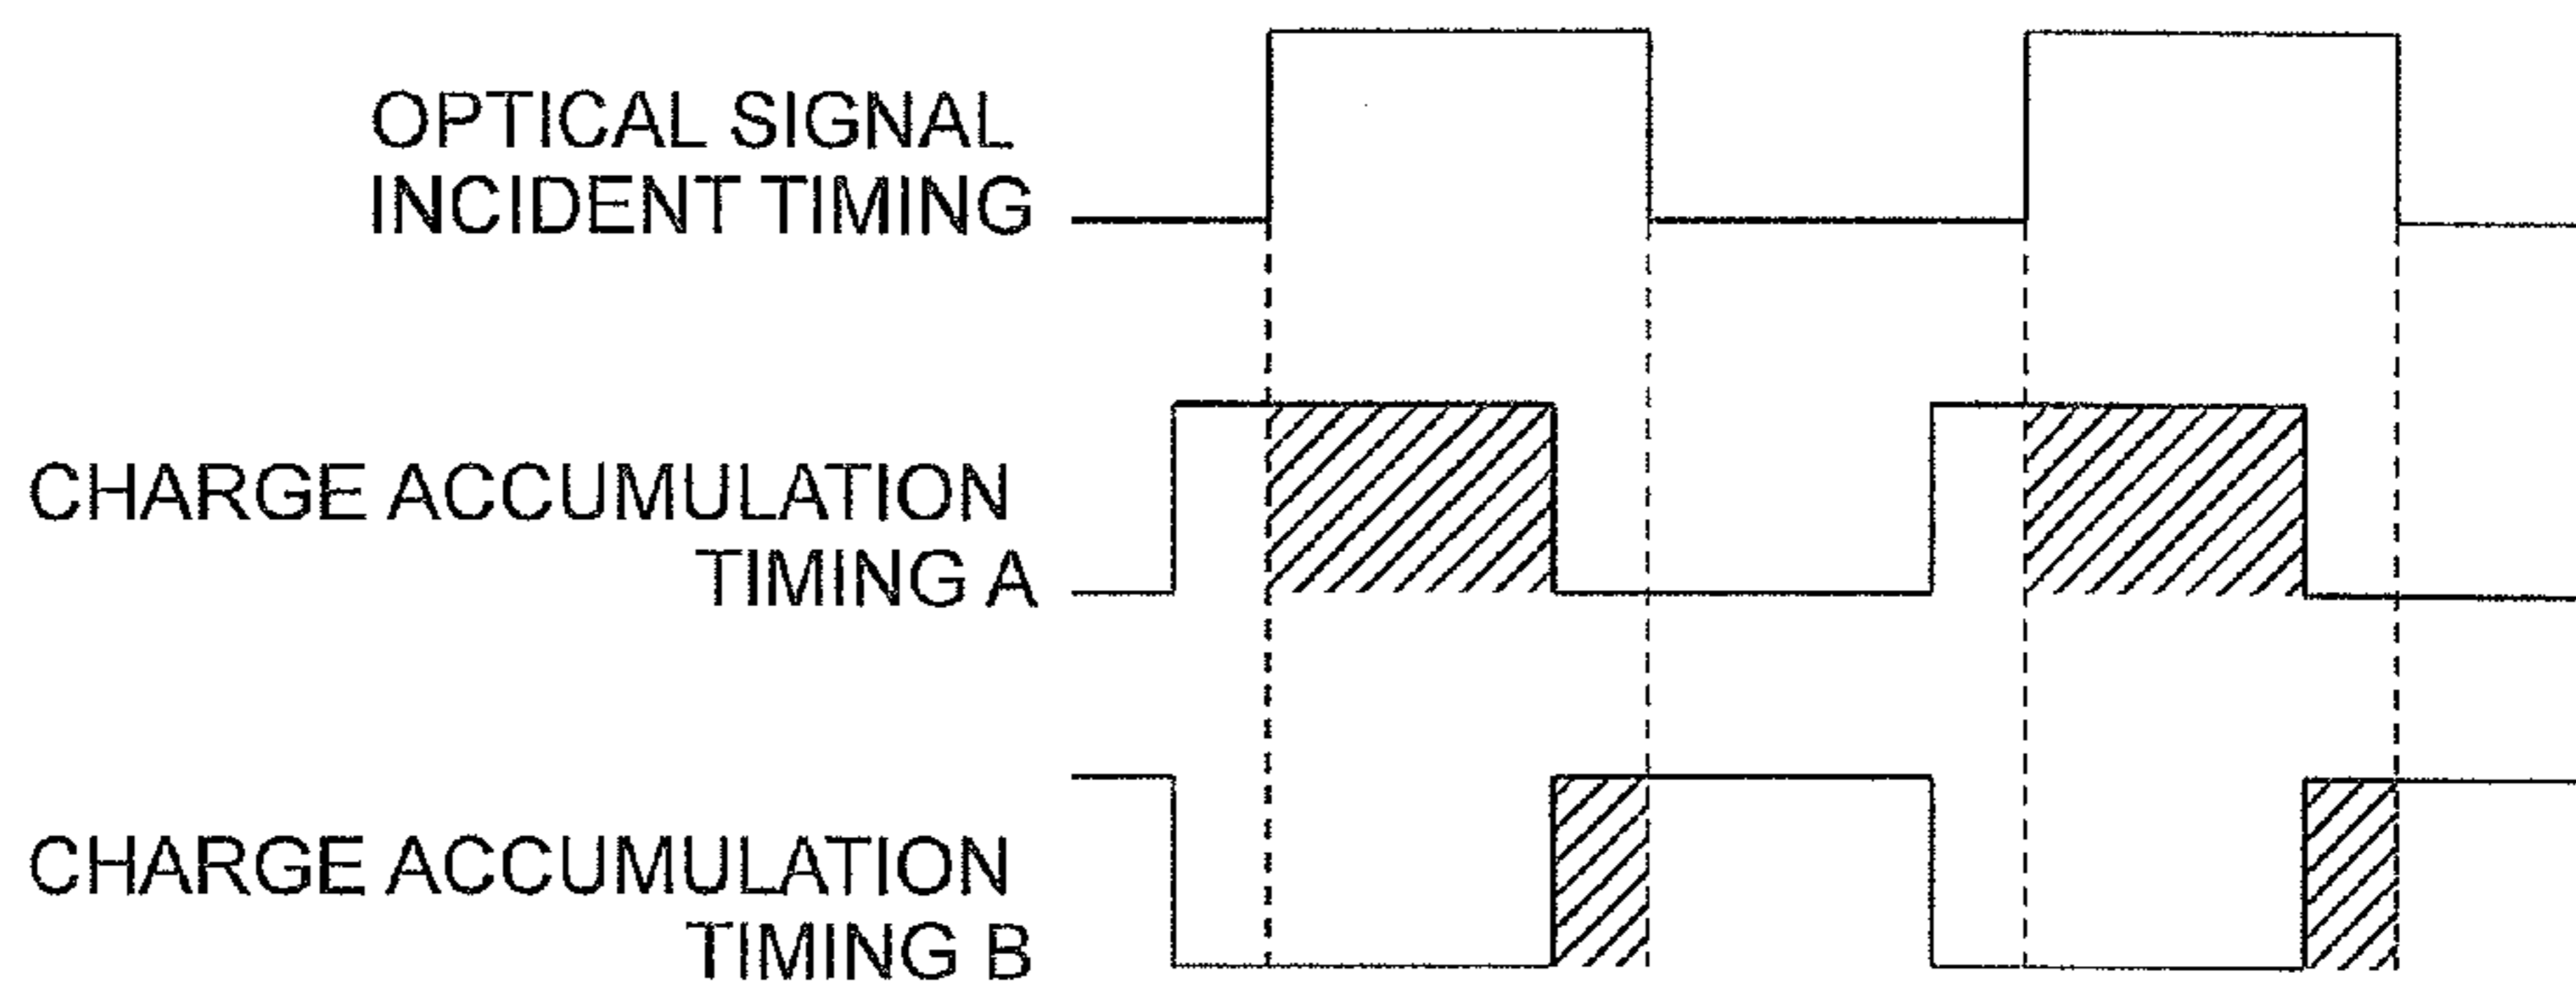 OPTICAL SIGNAL
INCIDENT TIMING
CHARGE ACCUMULATION
TIMING A
CHARGE ACCUMULATION
TIMING B